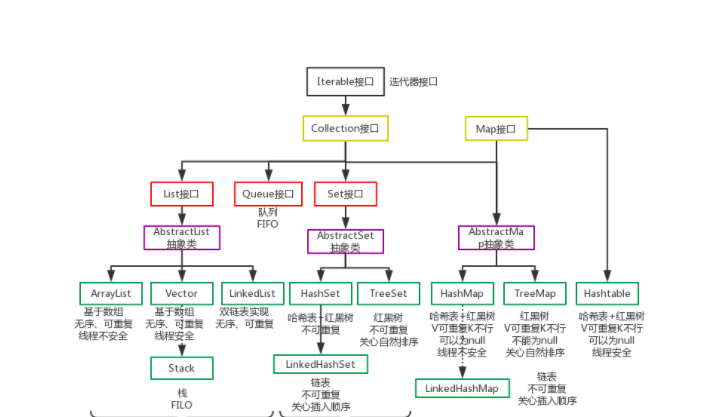 Iterable接口 迭代器接口
Collection接口
Map接口
List接口
Queue接口
Set接口
队列
FIFO
AbstractList
抽象类
AbstractSet
抽象类
AbstractMa
p抽象类
ArrayList
Vector
LinkedList
HashSet
TreeSet
HashMap
TreeMap
Hashtable
基于数组
无序、可重复
线程不安全
基于数组
无序、可重复
线程安全
双链表实现
无序、可重复
哈希表+红黑树
不可重复
红黑树
不可重复
关心自然排序
哈希表+红黑树
V可重复K不行
可以为null
线程不安全
红黑树
V可重复K不行
不能为null
关心自然排序
哈希表+红黑树
V可重复K不行
可以为null
线程安全
Stack
栈
FILO
LinkedHashSet
链表
不可重复
关心插入顺序
LinkedHashMap
链表
不可重复
关心插入顺序